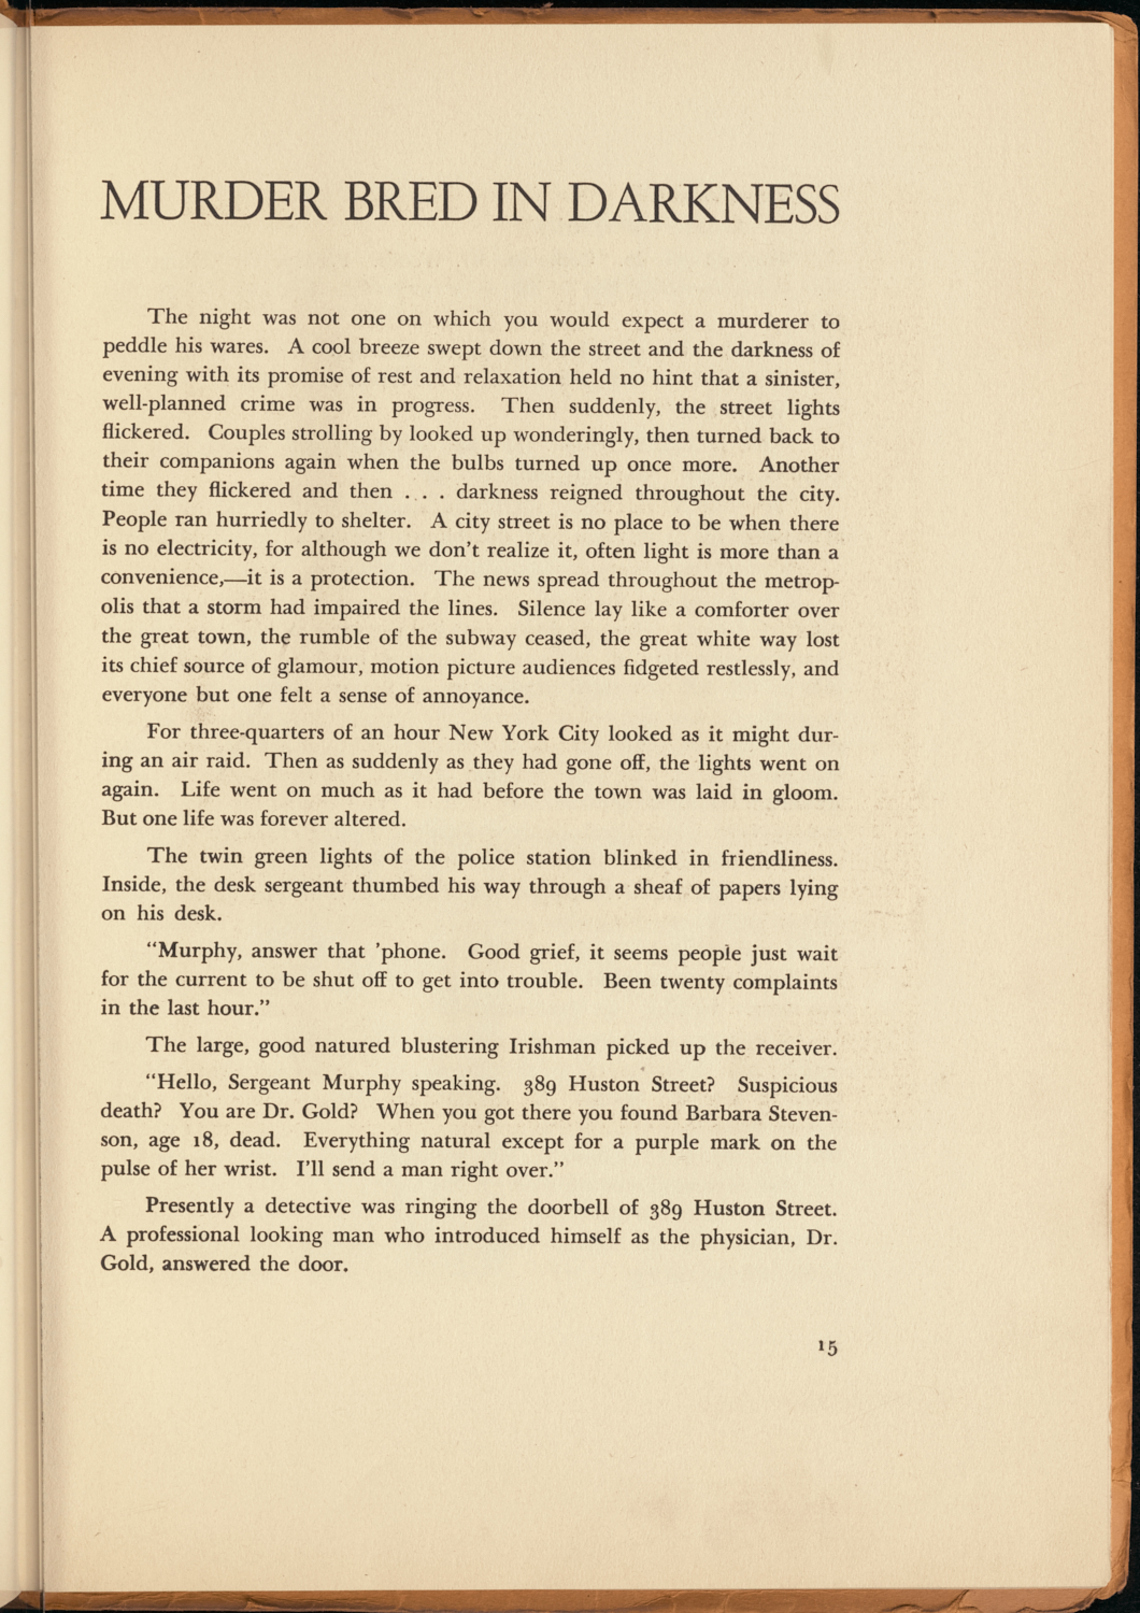 MURDER BRED IN DARKNESS
The night was not one on which you would expect a murderer to
peddle his wares. A cool breeze swept down the street and the darkness of
evening with its promise of rest and relaxation held no hint that a sinister,
well-planned crime was in progress. Then suddenly, the street lights
flickered. Couples strolling by looked up wonderingly, then turned back to
their companions again when the bulbs turned up once more. Another
time they flickered and then . . . darkness reigned throughout the city.
People ran hurriedly to shelter. A city street is no place to be when there
is no electricity, for although we don't realize it, often light is more than a
convenience,—it is a protection. The news spread throughout the metrop-
olis that a storm had impaired the lines. Silence lay like a comforter over
the great town, the rumble of the subway ceased, the great white way lost
its chief source of glamour, motion picture audiences fidgeted restlessly, and
everyone but one felt a sense of annoyance.
For three-quarters of an hour New York City looked as it might dur-
ing an air raid. Then as suddenly as they had gone off, the lights went on
again. Life went on much as it had before the town was laid in gloom.
But one life was forever altered.
The twin green lights of the police station blinked in friendliness.
Inside, the desk sergeant thumbed his way through a sheaf of papers lying
on his desk.
“Murphy, answer that ’phone. Good grief, it seems people just wait
for the current to be shut off to get into trouble. Been twenty complaints
in the last hour.”
The large, good natured blustering Irishman picked up the receiver.
“Hello, Sergeant Murphy speaking. 389 Huston Street? Suspicious
death? You are Dr. Gold? When you got there you found Barbara Steven-
son, age 18, dead. Everything natural except for a purple mark on the
pulse of her wrist. I’ll send a man right over.”
Presently a detective was ringing the doorbell of 389 Huston Street.
A professional looking man who introduced himself as the physician, Dr.
Gold, answered the door.
15